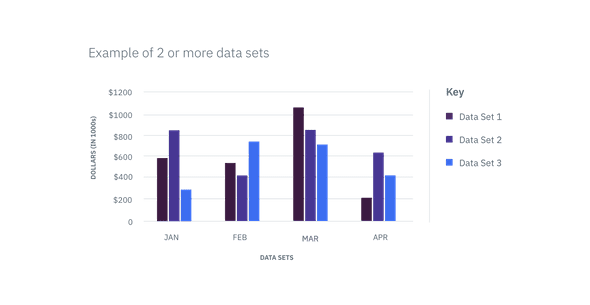 Example of 2 or more data sets
$1200
$1000
$800
$600
$400
$200
0
DOLLARS (IN 1000s)
JAN
FEB
MAR
APR
DATA SETS
Key
Data Set 1
Data Set 2
Data Set 3